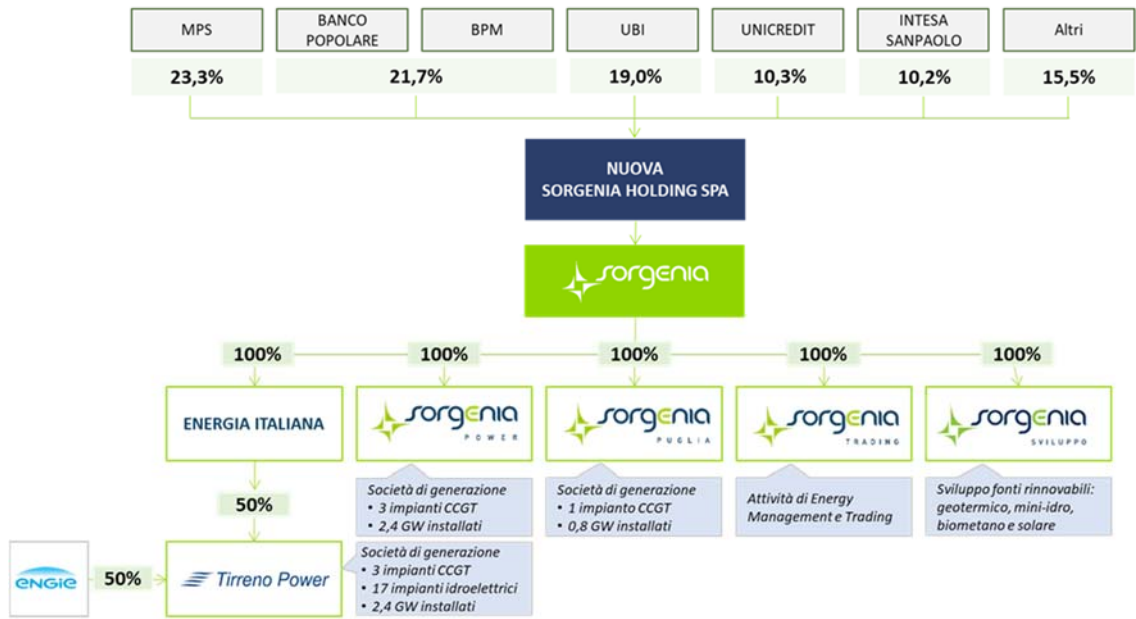 MPS
BANCO
POPOLARE
BPM
UBI
UNICREDIT
INTESA
SANPAOLO
Altri
23,3%
21,7%
19,0%
10,3%
10,2%
15,5%
NUOVA
SORGENIA HOLDING SPA
sorgenia
100%
100%
100%
100%
100%
ENERGIA ITALIANA
sorgenia
POWER
sorgenia
PUGLIA
sorgenia
TRADING
sorgenia
SVILUPPO
Società di generazione
• 3 impianti CCGT
• 2,4 GW installati
Società di generazione
• 1 impianto CCGT
• 0,8 GW installati
Attività di Energy
Management e Trading
Sviluppo fonti rinnovabili:
geotermico, mini-idro,
biometano e solare
50%
ENGIE
50%
Tirreno Power
Società di generazione
• 3 impianti CCGT
• 17 impianti idroelettrici
• 2,4 GW installati